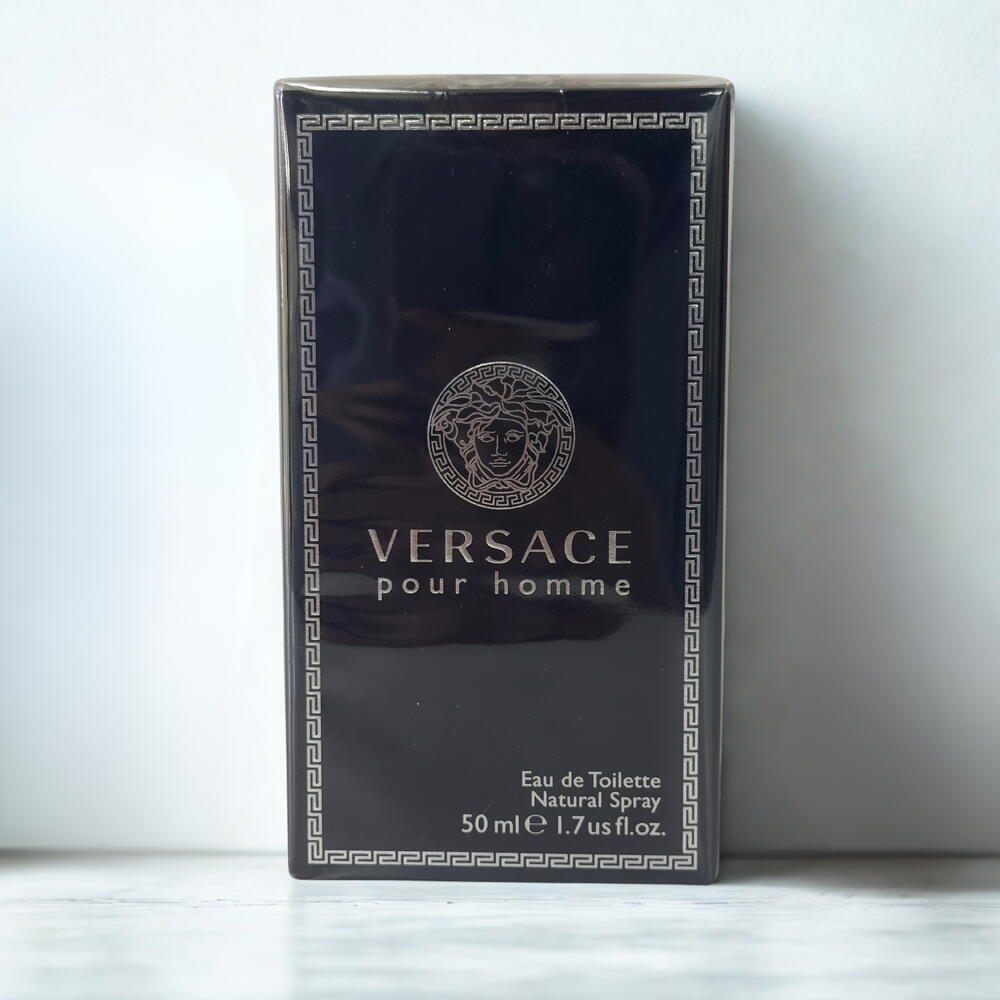 VERSACE
pour homme
Eau de Toilette
Natural Spray
50 ml ℮ 1.7 us fl.oz.